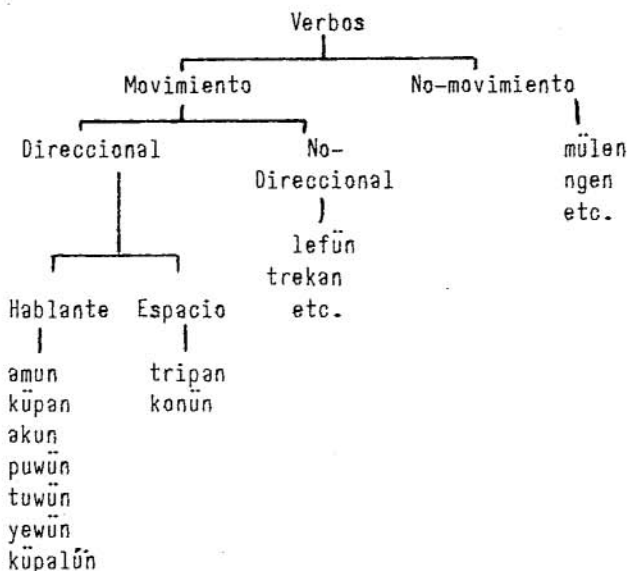 Verbos
Movimiento No-movimiento
Direccional No- mülen
Direccional ngen
etc.
lefün
trekan
Hablante Espacio etc.
amun tripan
küpan konün
akun
puwün
tuwün
yewün
küpalün